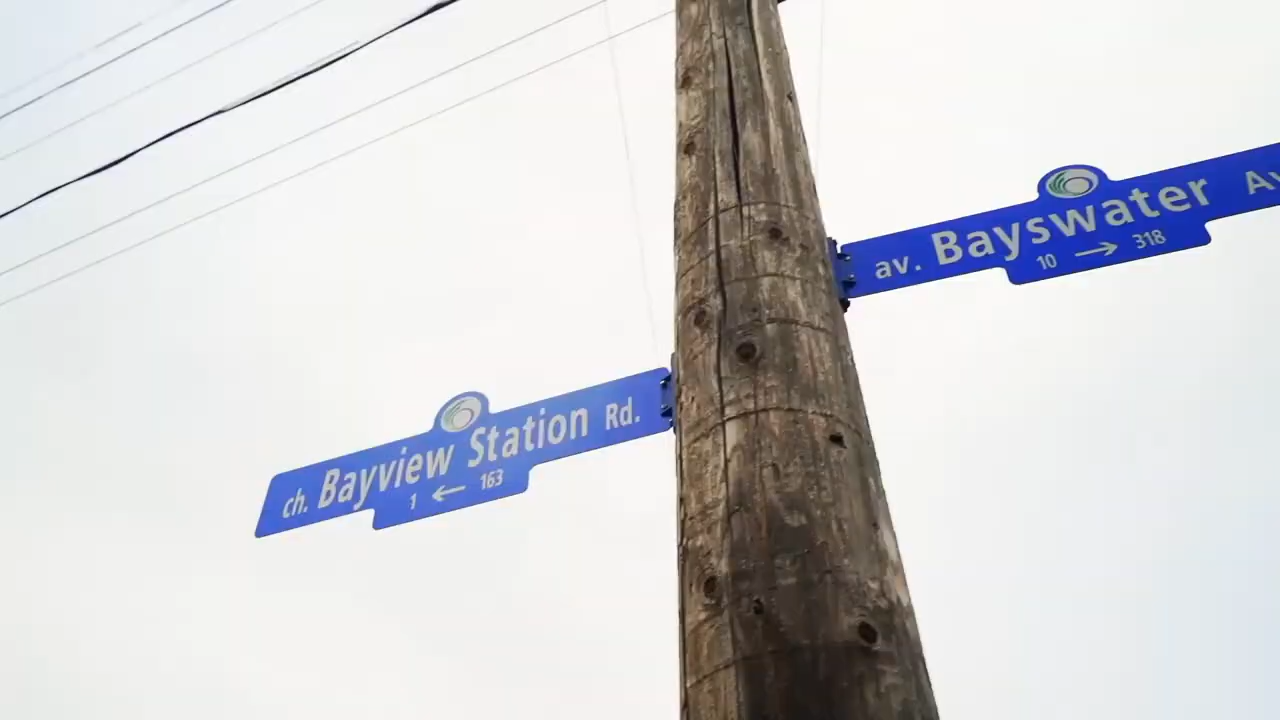 av. Bayswater Av
10 → 318
ch. Bayview Station Rd.
1 ← 163